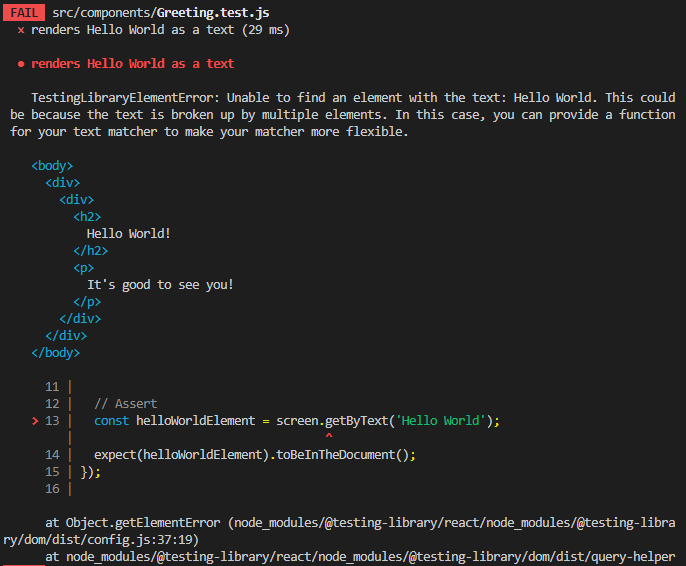 FAIL src/components/Greeting.test.js
× renders Hello World as a text (29 ms)
● renders Hello World as a text
TestingLibraryElementError: Unable to find an element with the text: Hello World. This could
be because the text is broken up by multiple elements. In this case, you can provide a function
for your text matcher to make your matcher more flexible.
<body>
<div>
<div>
<h2>
Hello World!
</h2>
<p>
It's good to see you!
</p>
</div>
</div>
</body>
11 |
12 | // Assert
> 13 | const helloWorldElement = screen.getByText('Hello World');
| ^
14 | expect(helloWorldElement).toBeInTheDocument();
15 | });
16 |
at Object.getElementError (node_modules/@testing-library/react/node_modules/@testing-libra
ry/dom/dist/config.js:37:19)
at node_modules/@testing-library/react/node_modules/@testing-library/dom/dist/query-helper